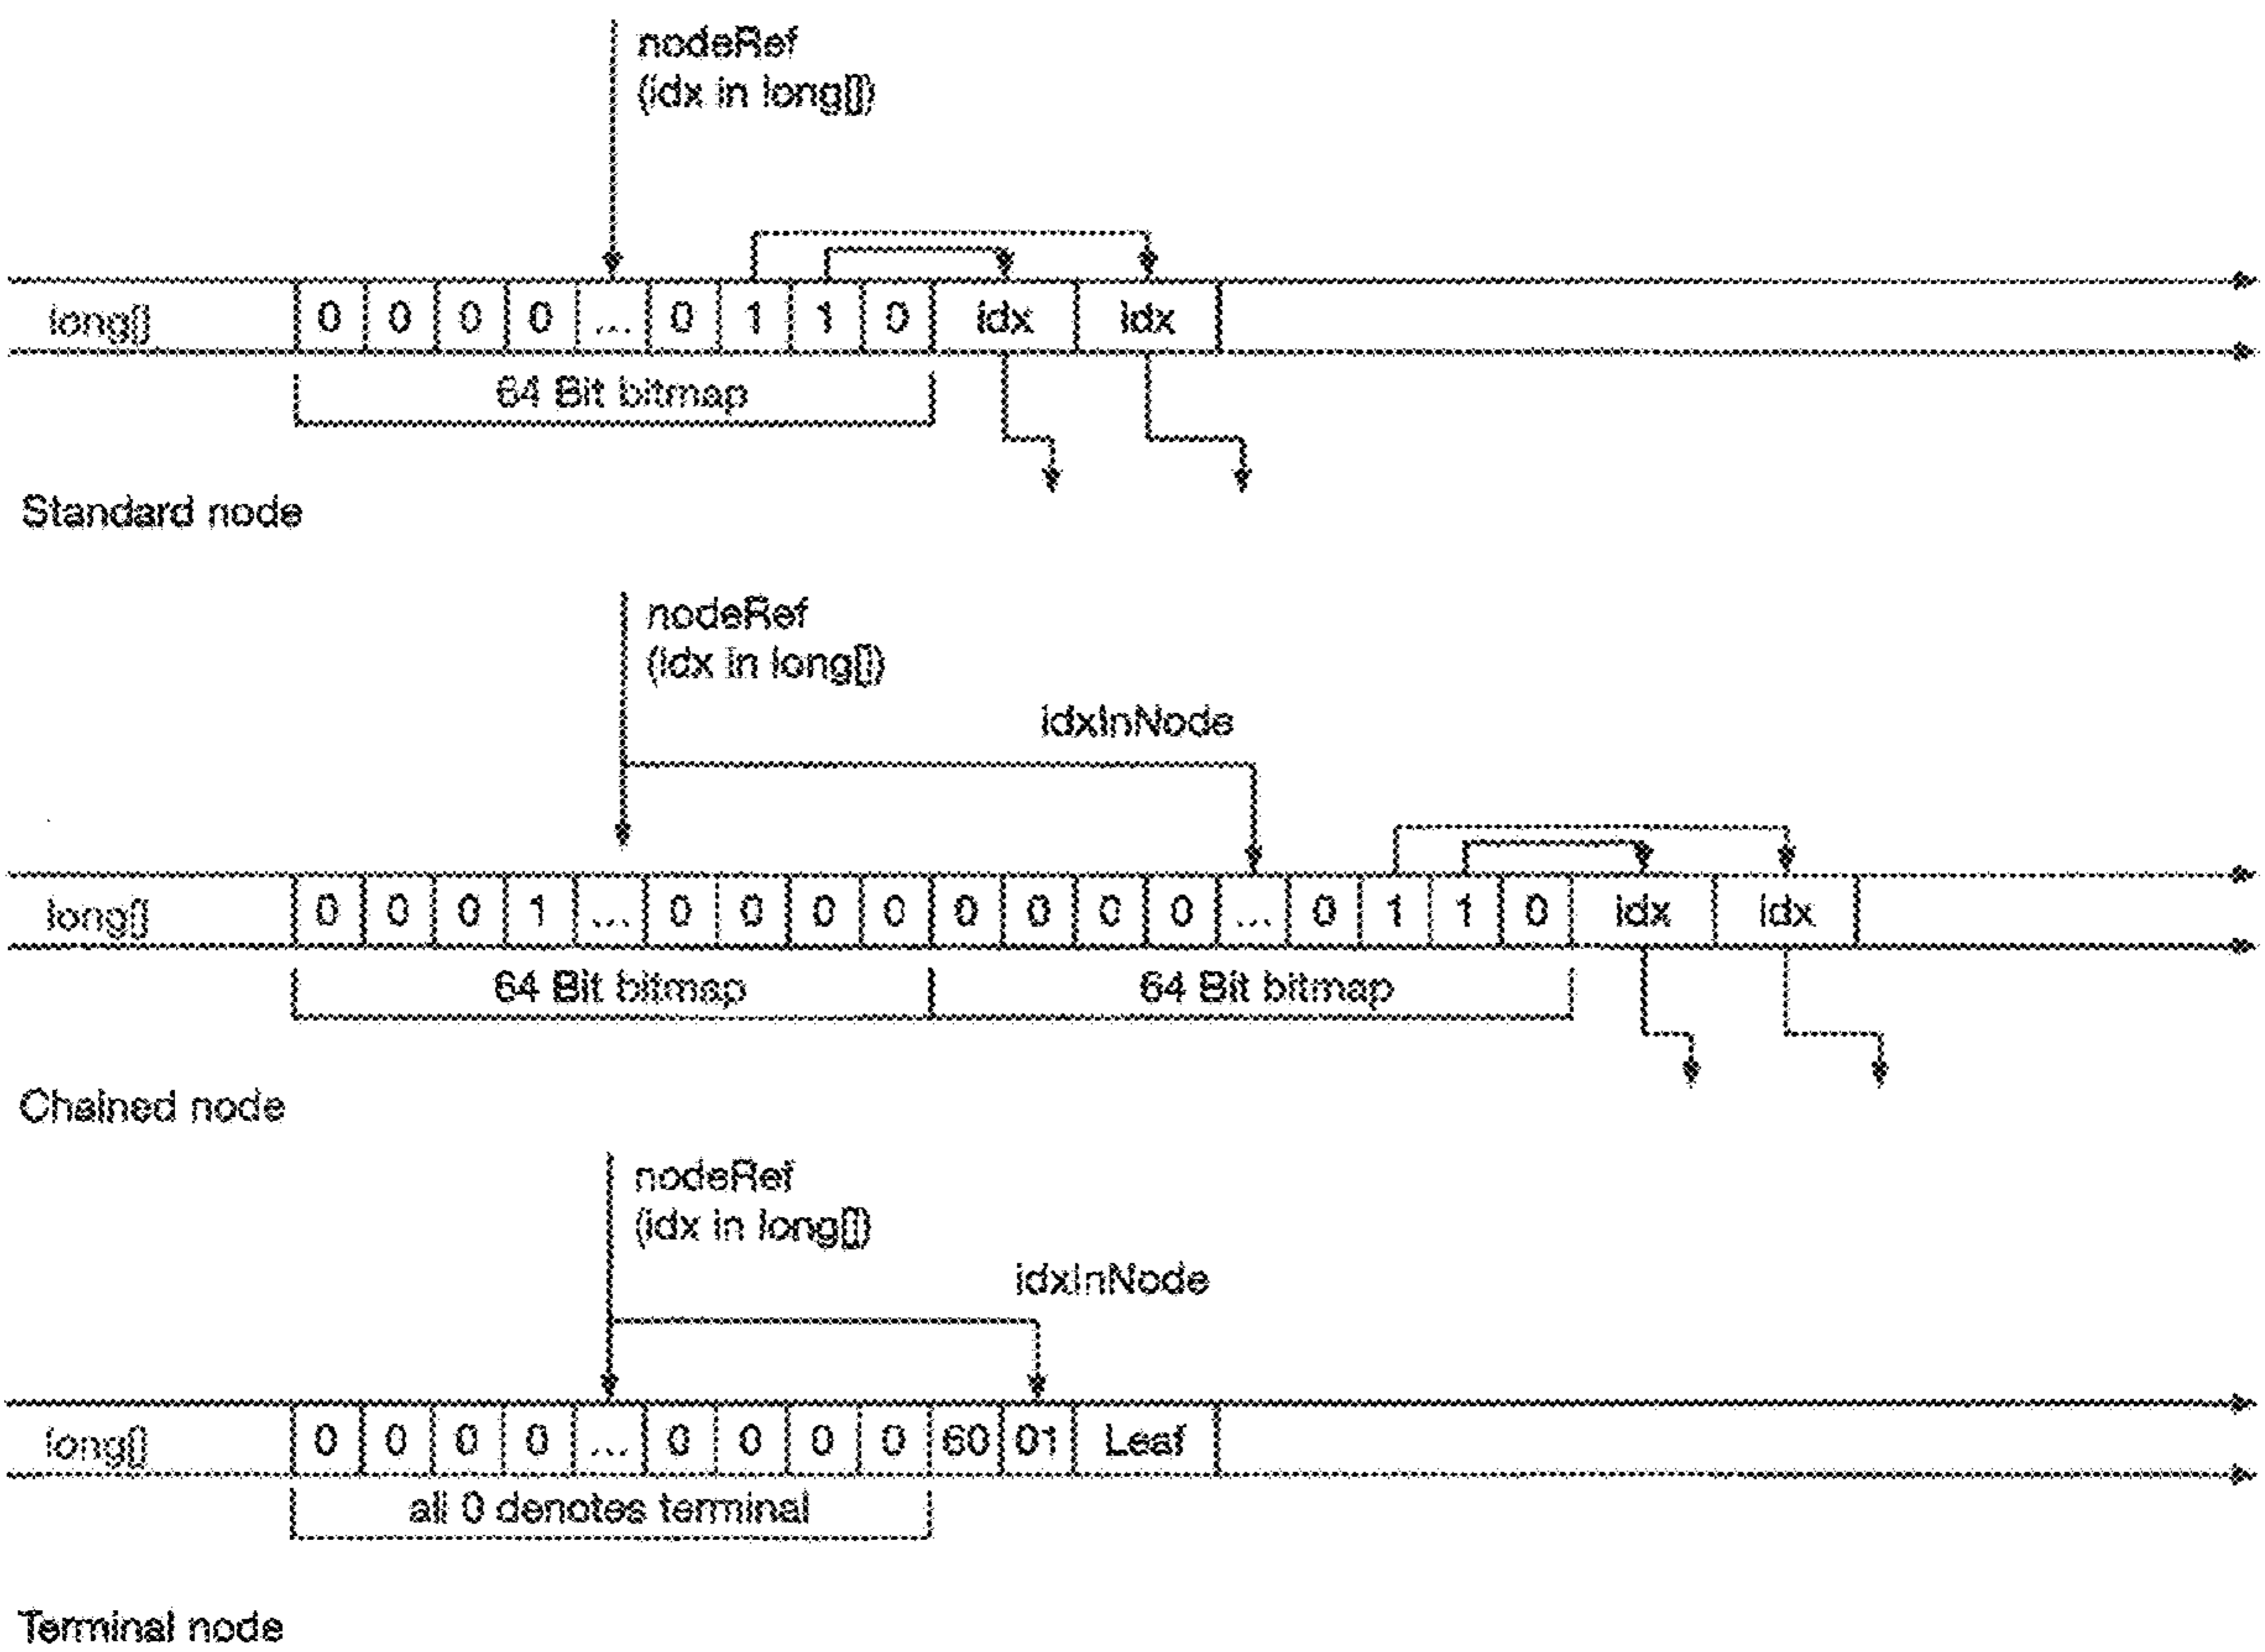 nodeRef
(idx in long[])
long[] 0 0 0 0 ... 0 1 1 0 idx idx
64 Bit bitmap
Standard node
nodeRef
(idx in long[])
idxInNode
long[] 0 0 0 1 ... 0 0 0 0 0 0 0 0 ... 0 1 1 0 idx idx
64 Bit bitmap 64 Bit bitmap
Chained node
nodeRef
(idx in long[])
idxInNode
long[] 0 0 0 0 ... 0 0 0 0 60 01 Leaf
all 0 denotes terminal
Terminal node